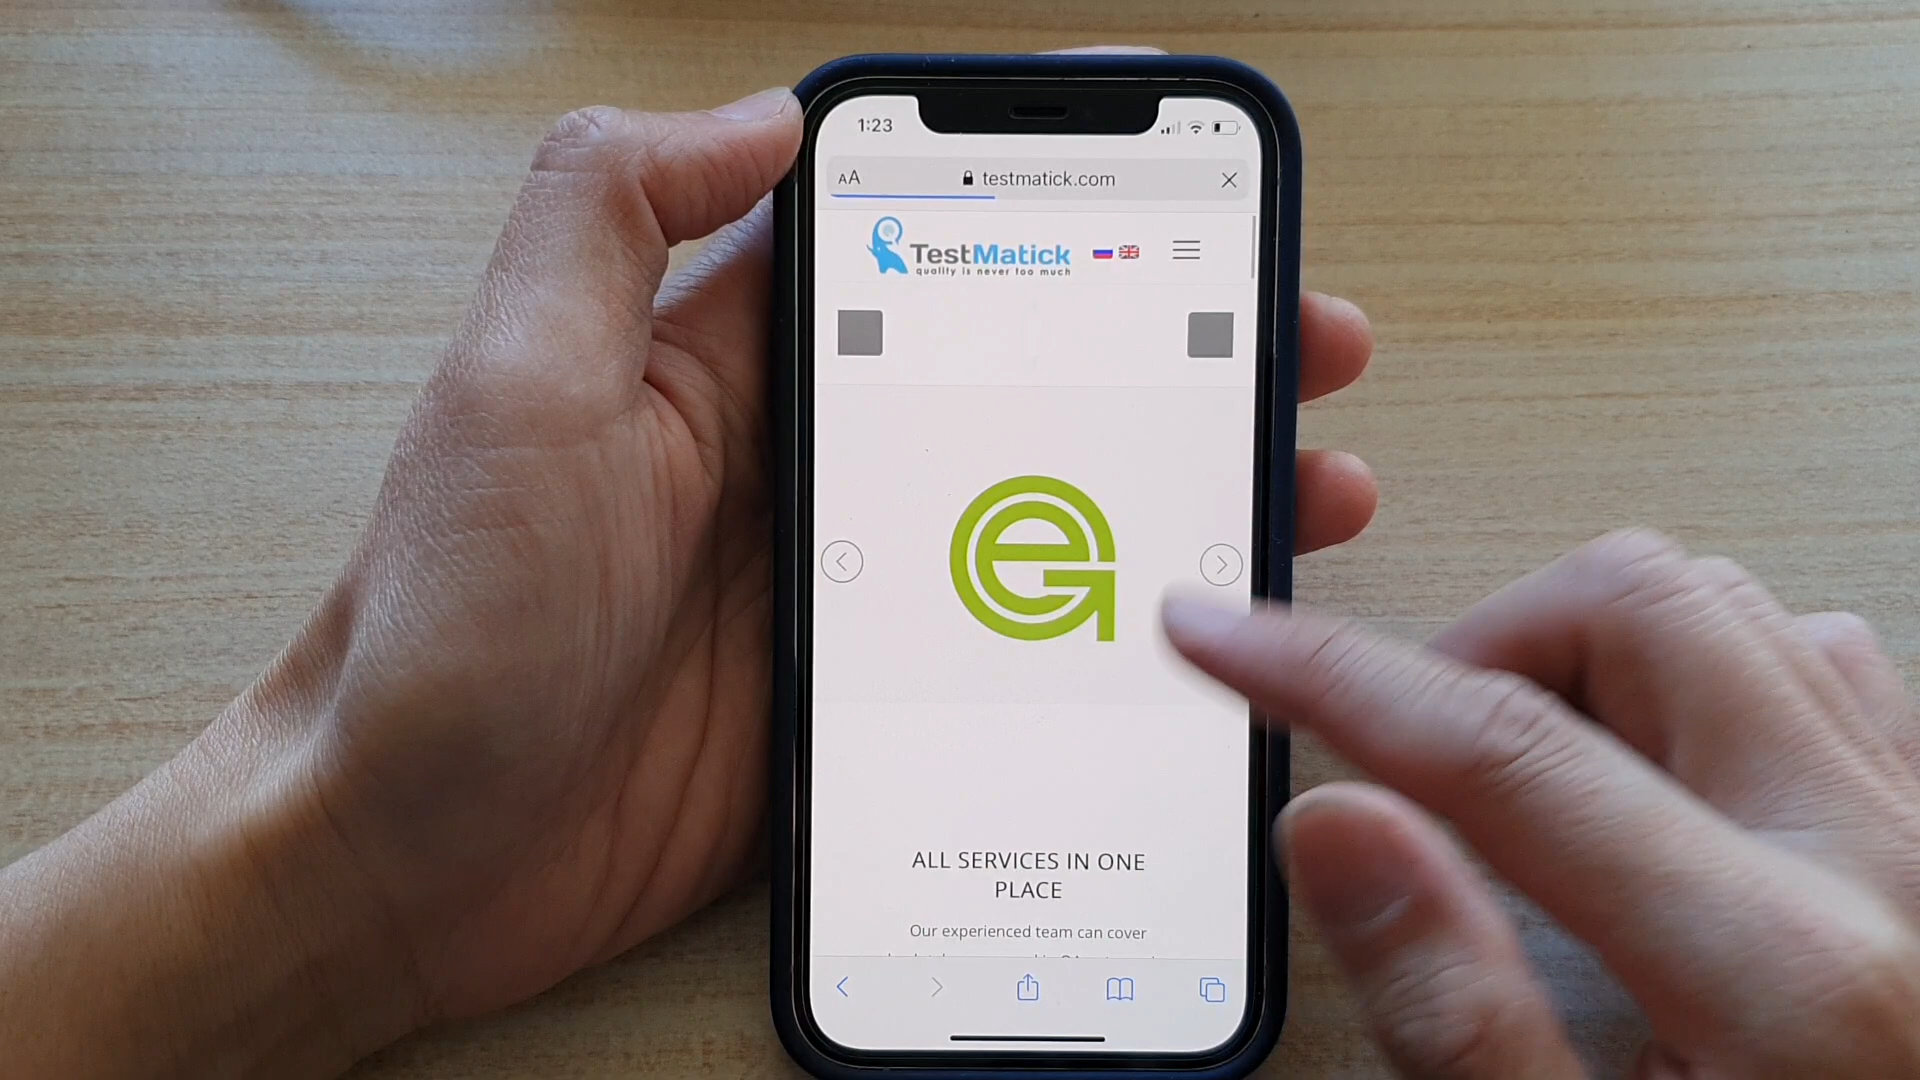 1:23
AA testmatick.com
TestMatick
quality is never too much
ALL SERVICES IN ONE
PLACE
Our experienced team can cover